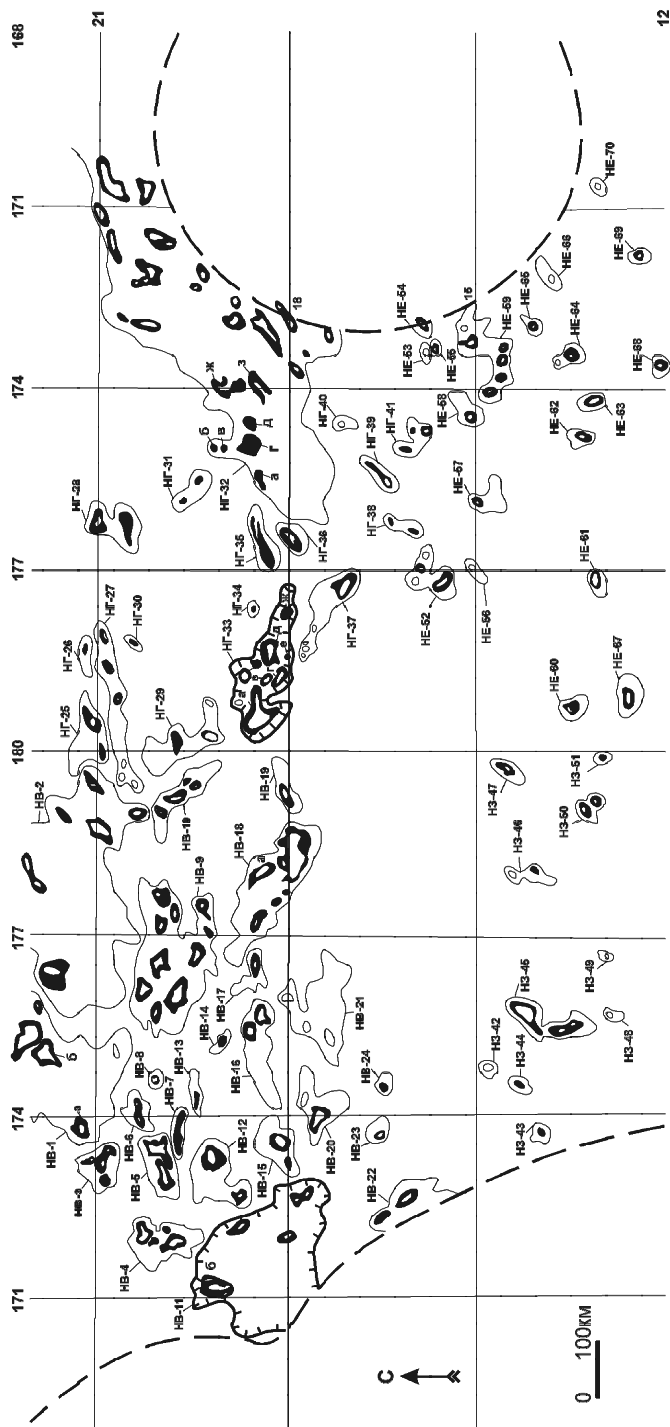 168
171
174
177
180
177
174
171
21
18
15
12
НЕ-70
НЕ-69
НЕ-66
НЕ-65
НЕ-64
НЕ-68
НЕ-59
НЕ-54
НЕ-53
НЕ-55
НЕ-58
НЕ-62
НЕ-63
НЕ-57
НЕ-61
НЕ-56
НЕ-52
НЕ-60
НЕ-67
НГ-40
НГ-41
НГ-39
НГ-38
НГ-37
НГ-36
НГ-35
НГ-34
НГ-33
НГ-32
НГ-31
НГ-30
НГ-29
НГ-28
НГ-27
НГ-26
НГ-25
ж
з
б
в
д
г
а
а
д
ж
НВ-2
НВ-10
НВ-19
НВ-18
а
НВ-9
НВ-17
НВ-14
НВ-16
НВ-21
НВ-13
НВ-8
НВ-7
НВ-6
НВ-5
НВ-12
НВ-15
НВ-20
НВ-24
НВ-23
НВ-22
НВ-1
а
б
НВ-3
НВ-4
НВ-11
б
НЗ-47
НЗ-51
НЗ-50
НЗ-46
НЗ-45
НЗ-49
НЗ-48
НЗ-42
НЗ-44
НЗ-43
С
0 100км